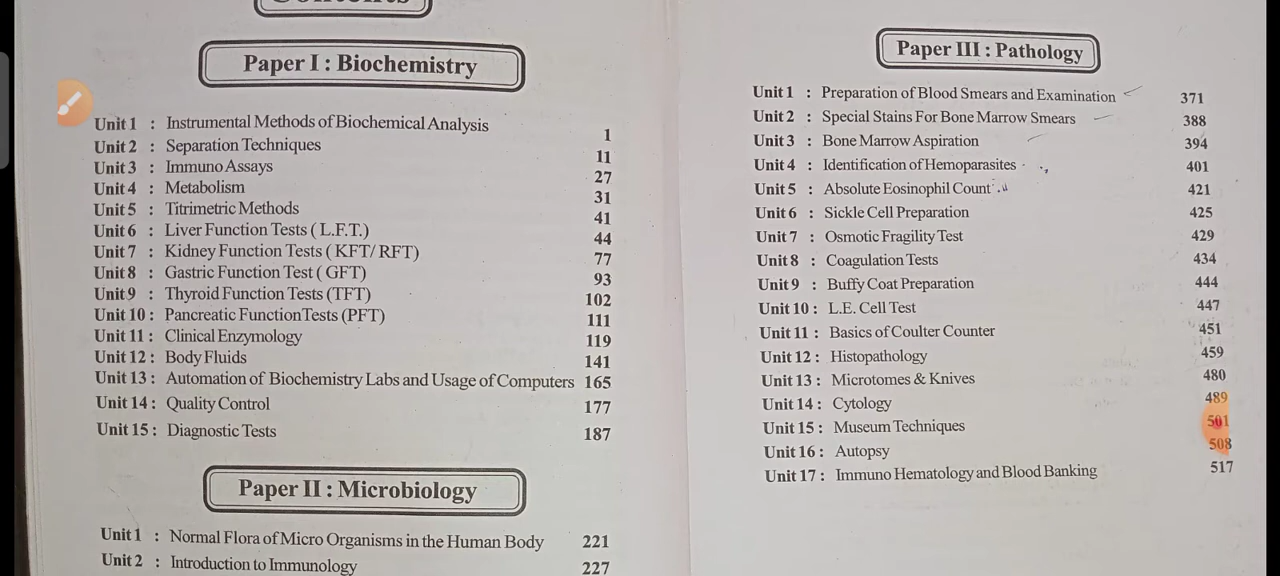 Contents
Paper I : Biochemistry
Unit 1 : Instrumental Methods of Biochemical Analysis 1
Unit 2 : Separation Techniques 11
Unit 3 : Immuno Assays 27
Unit 4 : Metabolism 31
Unit 5 : Titrimetric Methods 41
Unit 6 : Liver Function Tests ( L.F.T.) 44
Unit 7 : Kidney Function Tests ( KFT/ RFT) 77
Unit 8 : Gastric Function Test ( GFT) 93
Unit 9 : Thyroid Function Tests (TFT) 102
Unit 10 : Pancreatic FunctionTests (PFT) 111
Unit 11 : Clinical Enzymology 119
Unit 12 : Body Fluids 141
Unit 13 : Automation of Biochemistry Labs and Usage of Computers 165
Unit 14 : Quality Control 177
Unit 15 : Diagnostic Tests 187
Paper II : Microbiology
Unit 1 : Normal Flora of Micro Organisms in the Human Body 221
Unit 2 : Introduction to Immunology 227
Paper III : Pathology
Unit 1 : Preparation of Blood Smears and Examination 371
Unit 2 : Special Stains For Bone Marrow Smears 388
Unit 3 : Bone Marrow Aspiration 394
Unit 4 : Identification of Hemoparasites 401
Unit 5 : Absolute Eosinophil Count 421
Unit 6 : Sickle Cell Preparation 425
Unit 7 : Osmotic Fragility Test 429
Unit 8 : Coagulation Tests 434
Unit 9 : Buffy Coat Preparation 444
Unit 10 : L.E. Cell Test 447
Unit 11 : Basics of Coulter Counter 451
Unit 12 : Histopathology 459
Unit 13 : Microtomes & Knives 480
Unit 14 : Cytology 489
Unit 15 : Museum Techniques 501
Unit 16 : Autopsy 508
Unit 17 : Immuno Hematology and Blood Banking 517